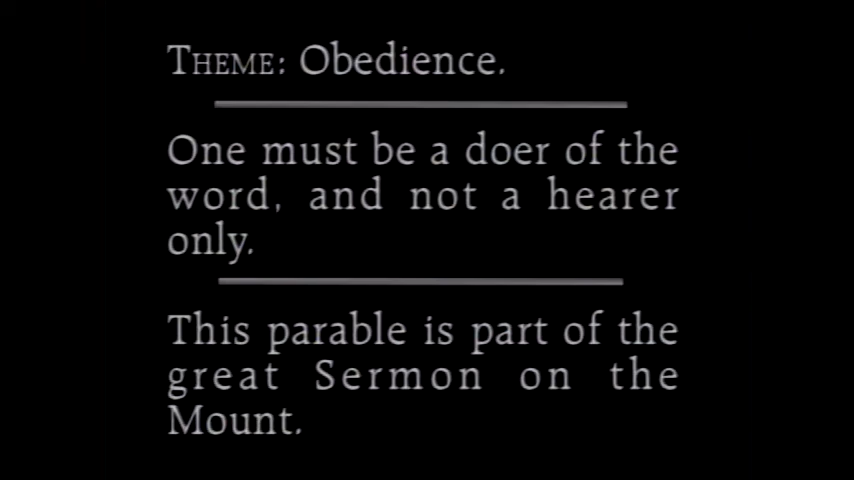 THEME: Obedience.
One must be a doer of the
word, and not a hearer
only.
This parable is part of the
great Sermon on the
Mount.